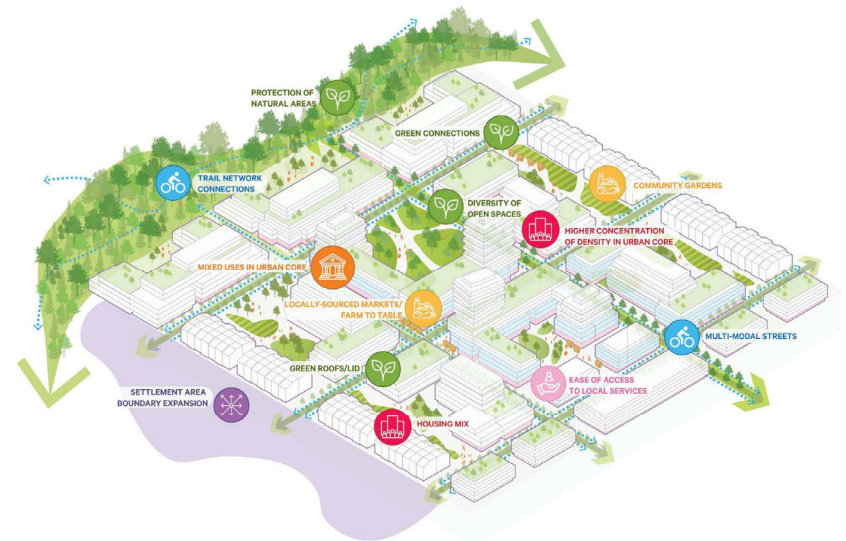 PROTECTION OF
NATURAL AREAS
GREEN CONNECTIONS
TRAIL NETWORK
CONNECTIONS
COMMUNITY GARDENS
DIVERSITY OF
OPEN SPACES
HIGHER CONCENTRATION
OF DENSITY IN URBAN CORE
MIXED USES IN URBAN CORE
LOCALLY-SOURCED MARKETS/
FARM TO TABLE
MULTI-MODAL STREETS
GREEN ROOFS/LID
EASE OF ACCESS
TO LOCAL SERVICES
SETTLEMENT AREA
BOUNDARY EXPANSION
HOUSING MIX